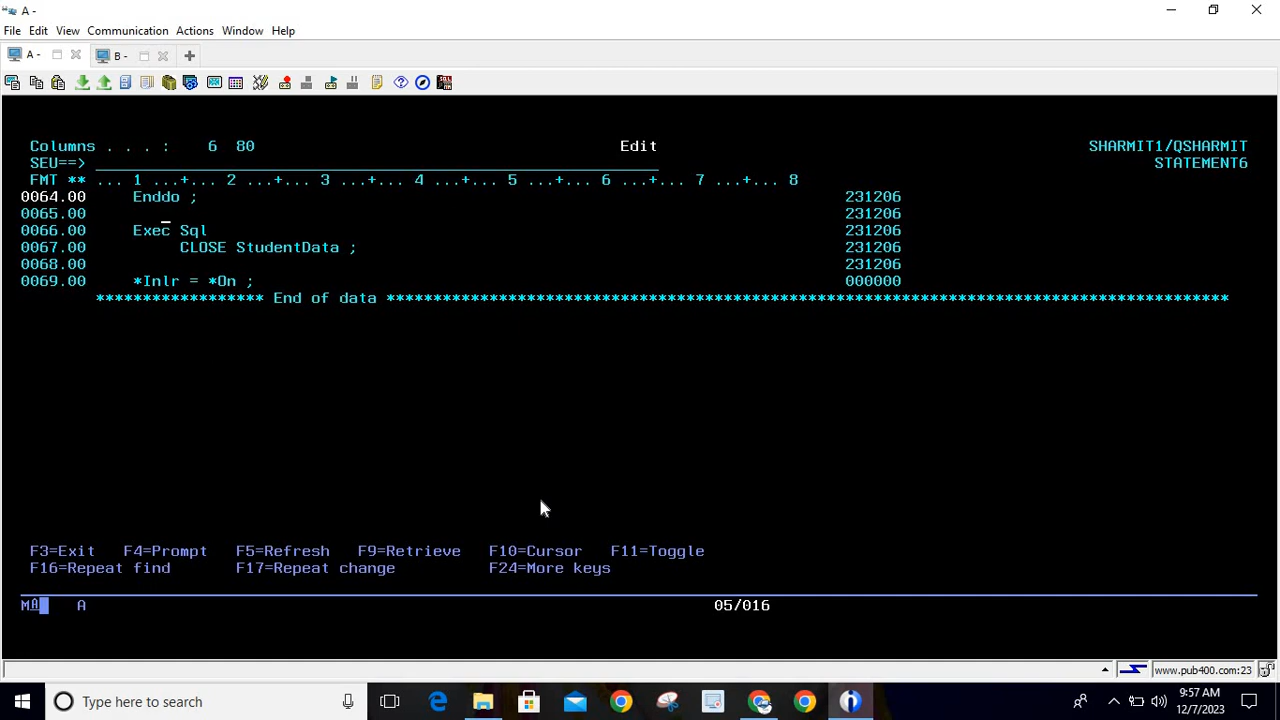 A -
File Edit View Communication Actions Window Help
A - B -
Columns . . . : 6 80 Edit SHARMIT1/QSHARMIT
SEU==> STATEMENT6
FMT ** ... 1 ...+... 2 ...+... 3 ...+... 4 ...+... 5 ...+... 6 ...+... 7 ...+... 8
0064.00 Enddo ; 231206
0065.00 231206
0066.00 Exec Sql 231206
0067.00 CLOSE StudentData ; 231206
0068.00 231206
0069.00 *Inlr = *On ; 000000
****************** End of data ******************************************************************************************
F3=Exit F4=Prompt F5=Refresh F9=Retrieve F10=Cursor F11=Toggle
F16=Repeat find F17=Repeat change F24=More keys
MA A 05/016
www.pub400.com:23
Type here to search 9:57 AM
12/7/2023